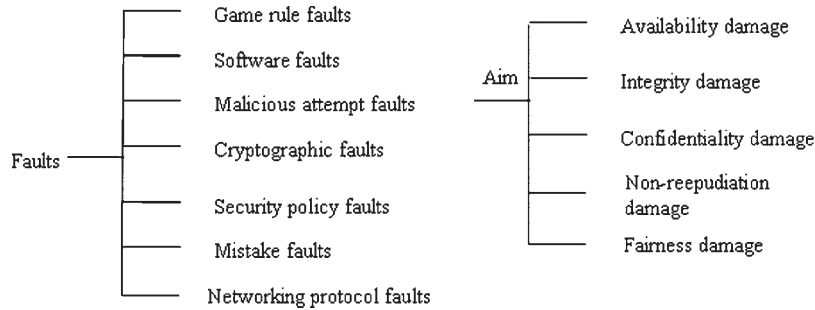 Faults
Game rule faults
Software faults
Malicious attempt faults
Cryptographic faults
Security policy faults
Mistake faults
Networking protocol faults
Aim
Availability damage
Integrity damage
Confidentiality damage
Non-reepudiation
damage
Fairness damage